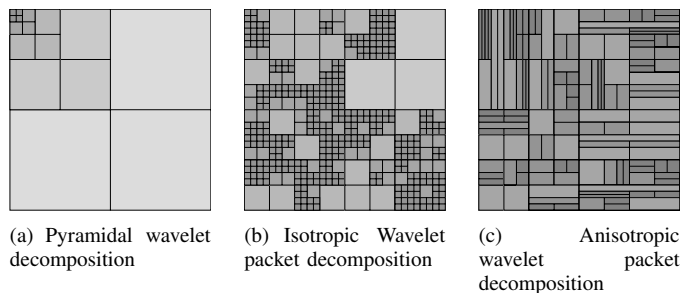 (a) Pyramidal wavelet
decomposition
(b) Isotropic Wavelet
packet decomposition
(c) Anisotropic
wavelet packet
decomposition